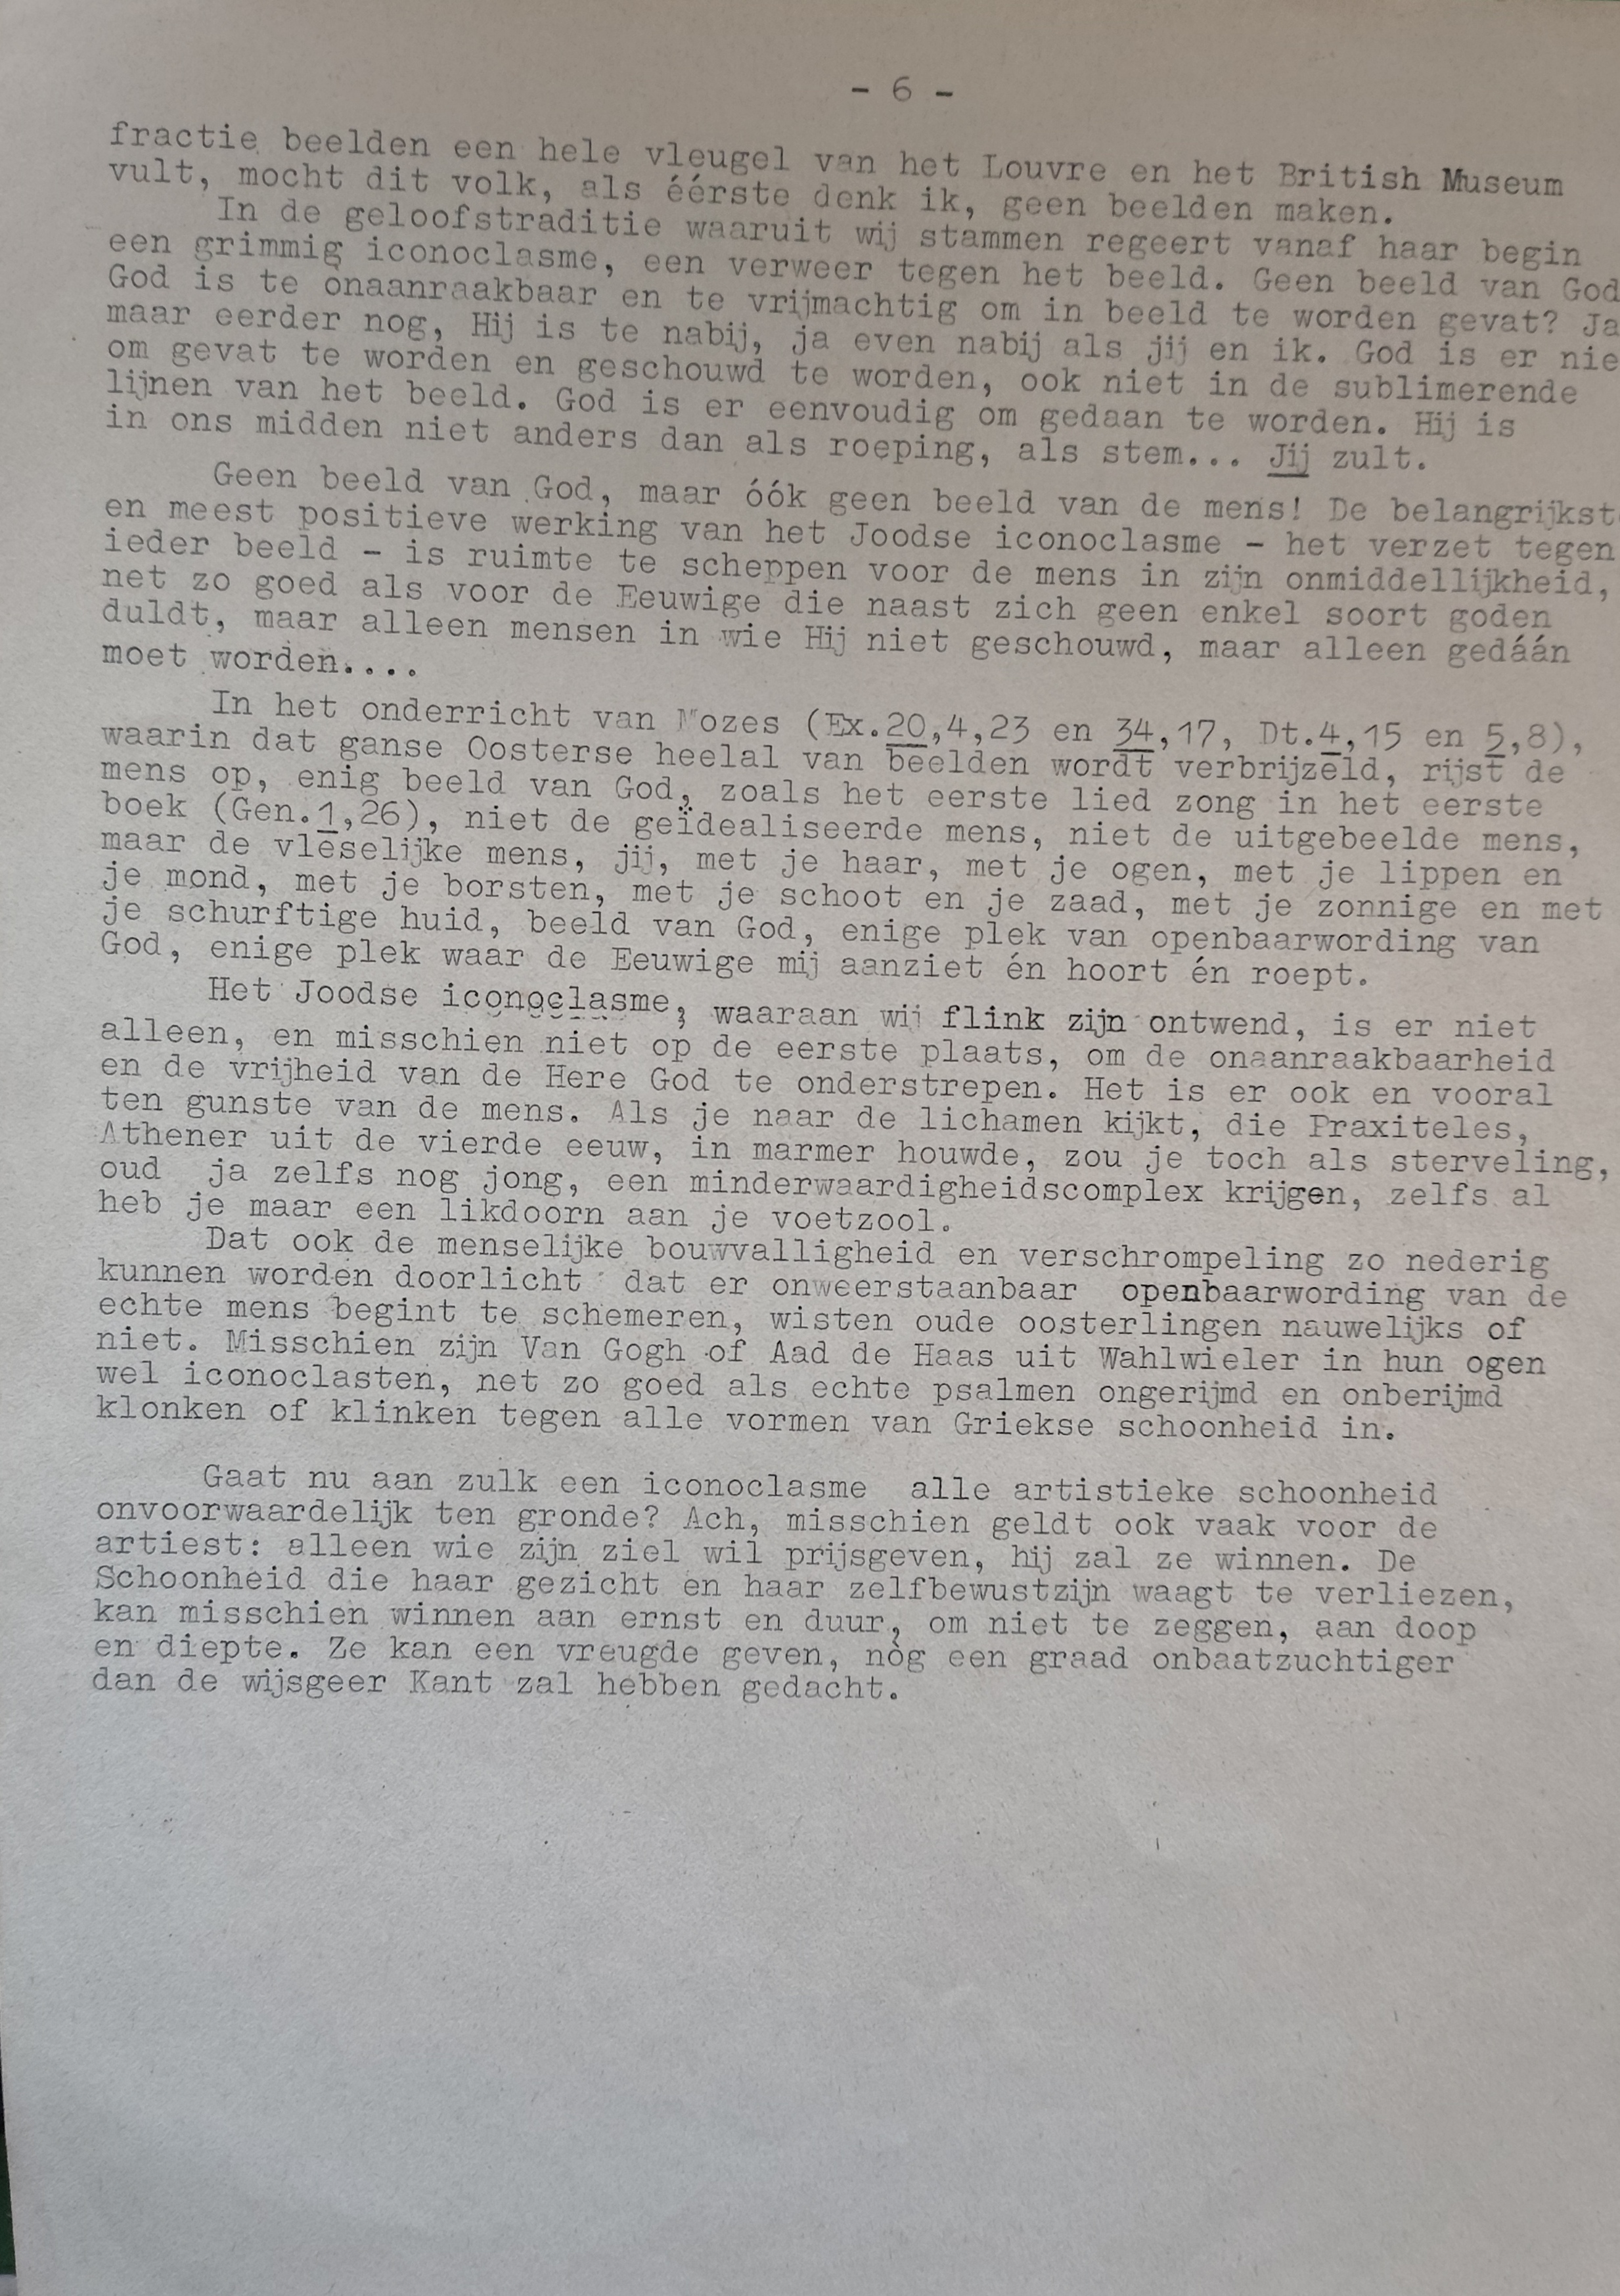 - 6 -
fractie beelden een hele vleugel van het Louvre en het British Museum
vult, mocht dit volk, als éérste denk ik, geen beelden maken.
In de geloofstraditie waaruit wij stammen regeert vanaf haar begin
een grimmig iconoclasme, een verweer tegen het beeld. Geen beeld van God
God is te onaanraakbaar en te vrijmachtig om in beeld te worden gevat? Ja
maar eerder nog, Hij is te nabij, ja even nabij als jij en ik. God is er nie
om gevat te worden en geschouwd te worden, ook niet in de sublimerende
lijnen van het beeld. God is er eenvoudig om gedaan te worden. Hij is
in ons midden niet anders dan als roeping, als stem... Jij zult.
Geen beeld van God, maar óók geen beeld van de mens! De belangrijkst
en meest positieve werking van het Joodse iconoclasme - het verzet tegen
ieder beeld - is ruimte te scheppen voor de mens in zijn onmiddellijkheid,
net zo goed als voor de Eeuwige die naast zich geen enkel soort goden
duldt, maar alleen mensen in wie Hij niet geschouwd, maar alleen gedáán
moet worden....
In het onderricht van Mozes (Ex.20,4,23 en 34,17, Dt.4,15 en 5,8),
waarin dat ganse Oosterse heelal van beelden wordt verbrijzeld, rijst de
mens op, enig beeld van God, zoals het eerste lied zong in het eerste
boek (Gen.1,26), niet de geïdealiseerde mens, niet de uitgebeelde mens,
maar de vleselijke mens, jij, met je haar, met je ogen, met je lippen en
je mond, met je borsten, met je schoot en je zaad, met je zonnige en met
je schurftige huid, beeld van God, enige plek van openbaarwording van
God, enige plek waar de Eeuwige mij aanziet én hoort én roept.
Het Joodse iconoclasme, waaraan wij flink zijn ontwend, is er niet
alleen, en misschien niet op de eerste plaats, om de onaanraakbaarheid
en de vrijheid van de Here God te onderstrepen. Het is er ook en vooral
ten gunste van de mens. Als je naar de lichamen kijkt, die Praxiteles,
Athener uit de vierde eeuw, in marmer houwde, zou je toch als sterveling,
oud ja zelfs nog jong, een minderwaardigheidscomplex krijgen, zelfs al
heb je maar een likdoorn aan je voetzool.
Dat ook de menselijke bouwvalligheid en verschrompeling zo nederig
kunnen worden doorlicht dat er onweerstaanbaar openbaarwording van de
echte mens begint te schemeren, wisten oude oosterlingen nauwelijks of
niet. Misschien zijn Van Gogh of Aad de Haas uit Wahlwieler in hun ogen
wel iconoclasten, net zo goed als echte psalmen ongerijmd en onberijmd
klonken of klinken tegen alle vormen van Griekse schoonheid in.
Gaat nu aan zulk een iconoclasme alle artistieke schoonheid
onvoorwaardelijk ten gronde? Ach, misschien geldt ook vaak voor de
artiest: alleen wie zijn ziel wil prijsgeven, hij zal ze winnen. De
Schoonheid die haar gezicht en haar zelfbewustzijn waagt te verliezen,
kan misschien winnen aan ernst en duur, om niet te zeggen, aan doop
en diepte. Ze kan een vreugde geven, nòg een graad onbaatzuchtiger
dan de wijsgeer Kant zal hebben gedacht.